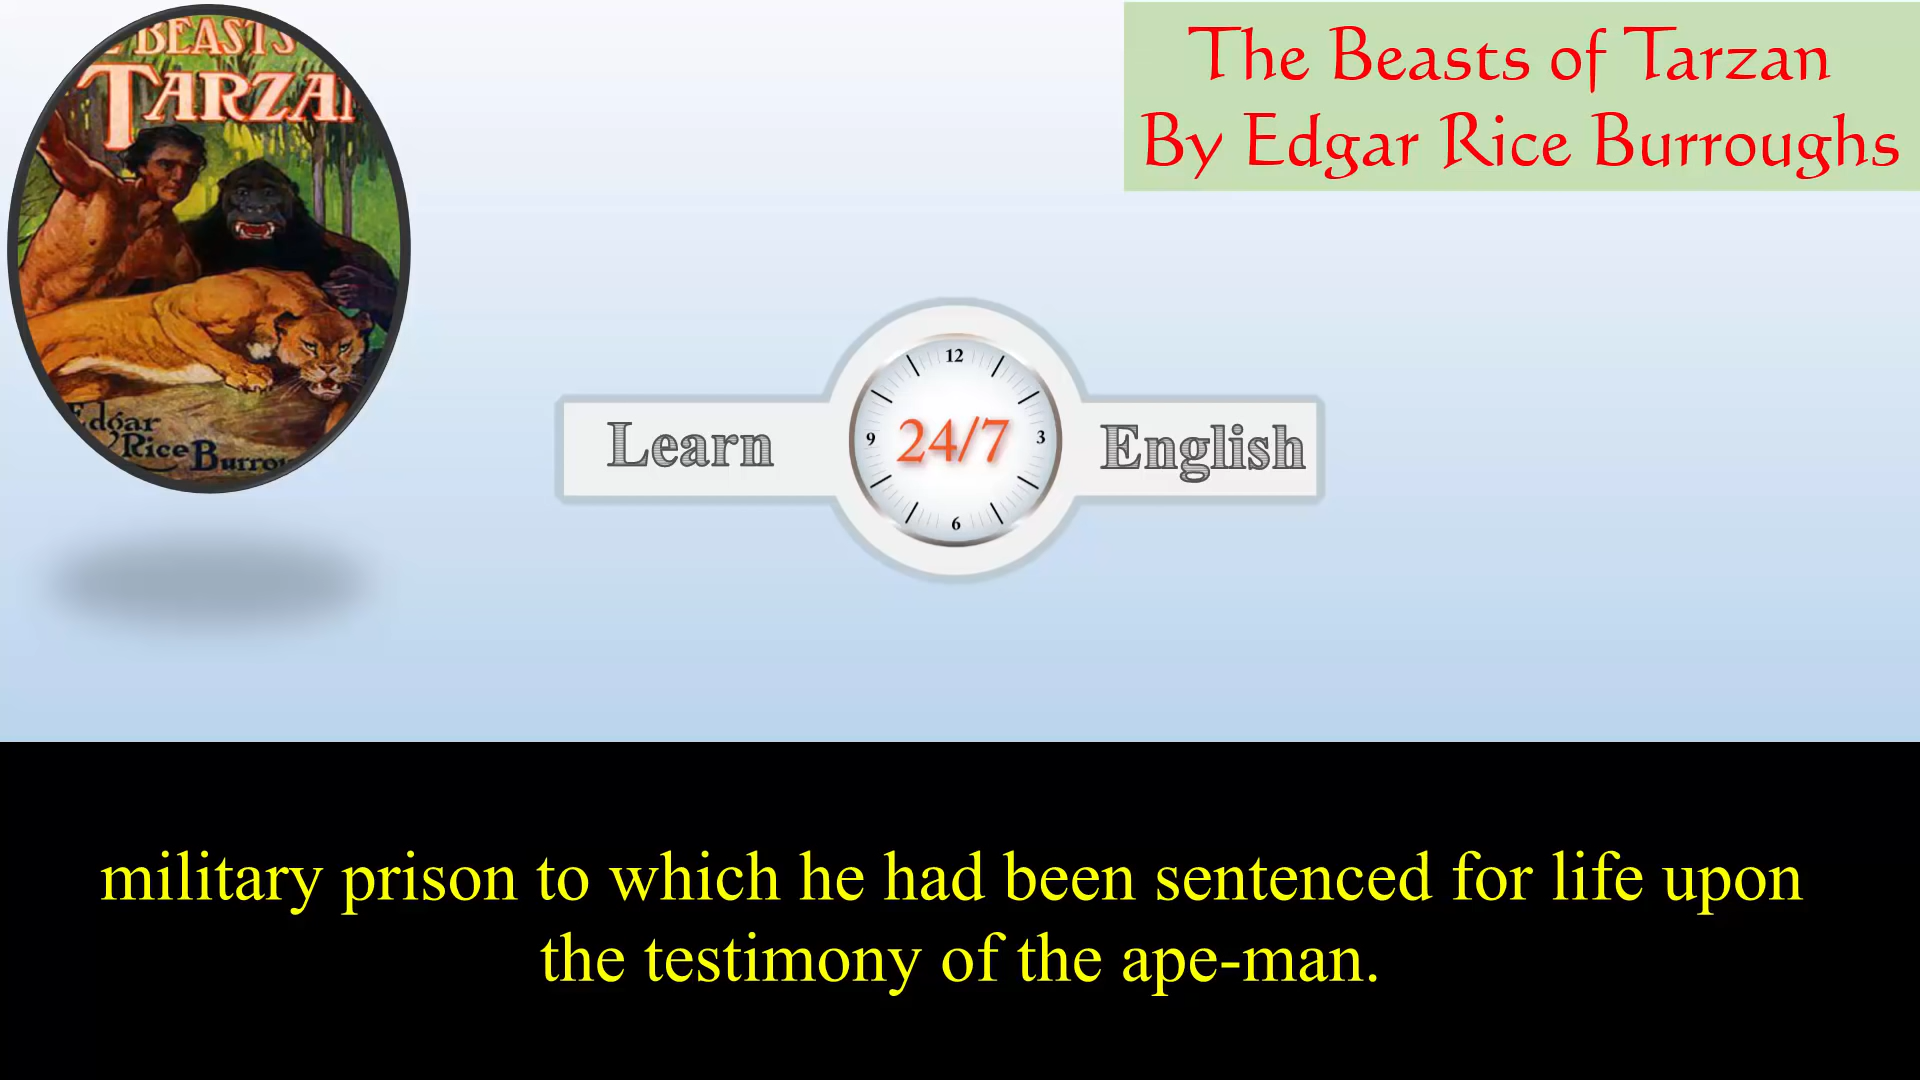 BEASTS
TARZA
Edgar
Rice Burro
The Beasts of Tarzan
By Edgar Rice Burroughs
Learn
24/7
English
12
3
6
9
military prison to which he had been sentenced for life upon
the testimony of the ape-man.